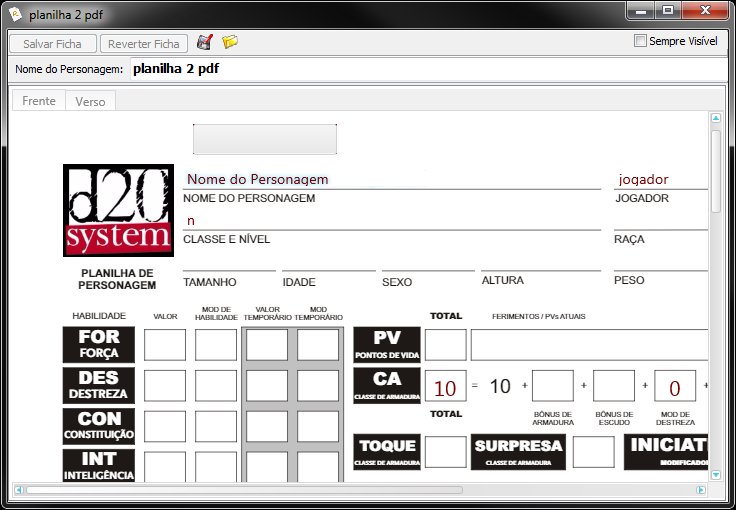 planilha 2 pdf
Salvar Ficha Reverter Ficha Sempre Visível
Nome do Personagem: planilha 2 pdf
Frente Verso
d20 system
Nome do Personagem jogador
NOME DO PERSONAGEM JOGADOR
n
CLASSE E NÍVEL RAÇA
PLANILHA DE PERSONAGEM
TAMANHO IDADE SEXO ALTURA PESO
HABILIDADE VALOR MOD DE HABILIDADE VALOR TEMPORÁRIO MOD TEMPORÁRIO TOTAL FERIMENTOS / PVs ATUAIS
FOR FORÇA PV PONTOS DE VIDA
DES DESTREZA CA CLASSE DE ARMADURA 10 = 10 + + + 0 +
TOTAL BÔNUS DE ARMADURA BÔNUS DE ESCUDO MOD DE DESTREZA
CON CONSTITUIÇÃO
TOQUE CLASSE DE ARMADURA SURPRESA CLASSE DE ARMADURA INICIAT MODIFICADOR
INT INTELIGÊNCIA